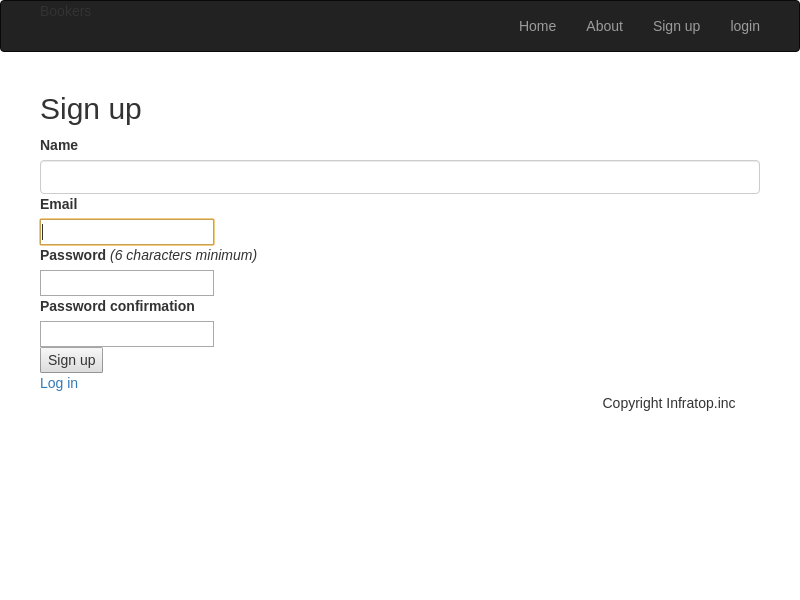 Bookers
Home About Sign up login
Sign up
Name
Email
Password (6 characters minimum)
Password confirmation
Sign up
Log in
Copyright Infratop.inc